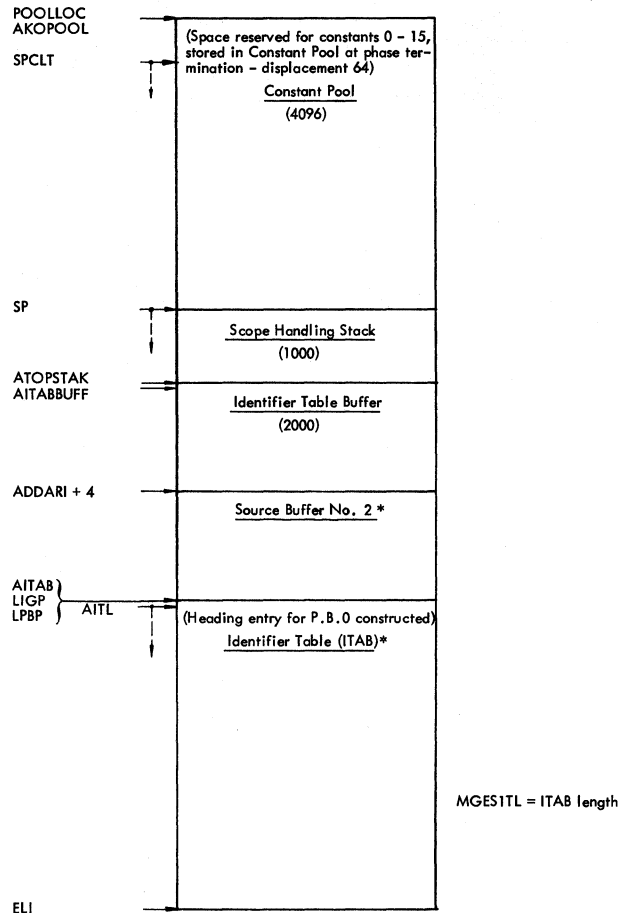 POOLLOC
AKOPOOL
(Space reserved for constants 0 - 15,
stored in Constant Pool at phase ter-
mination - displacement 64)
SPCLT
Constant Pool
(4096)
SP
Scope Handling Stack
(1000)
ATOPSTAK
AITABBUFF
Identifier Table Buffer
(2000)
ADDARI + 4
Source Buffer No. 2 *
AITAB
LIGP
LPBP
AITL
(Heading entry for P.B.0 constructed)
Identifier Table (ITAB)*
MGES1TL = ITAB length
ELI